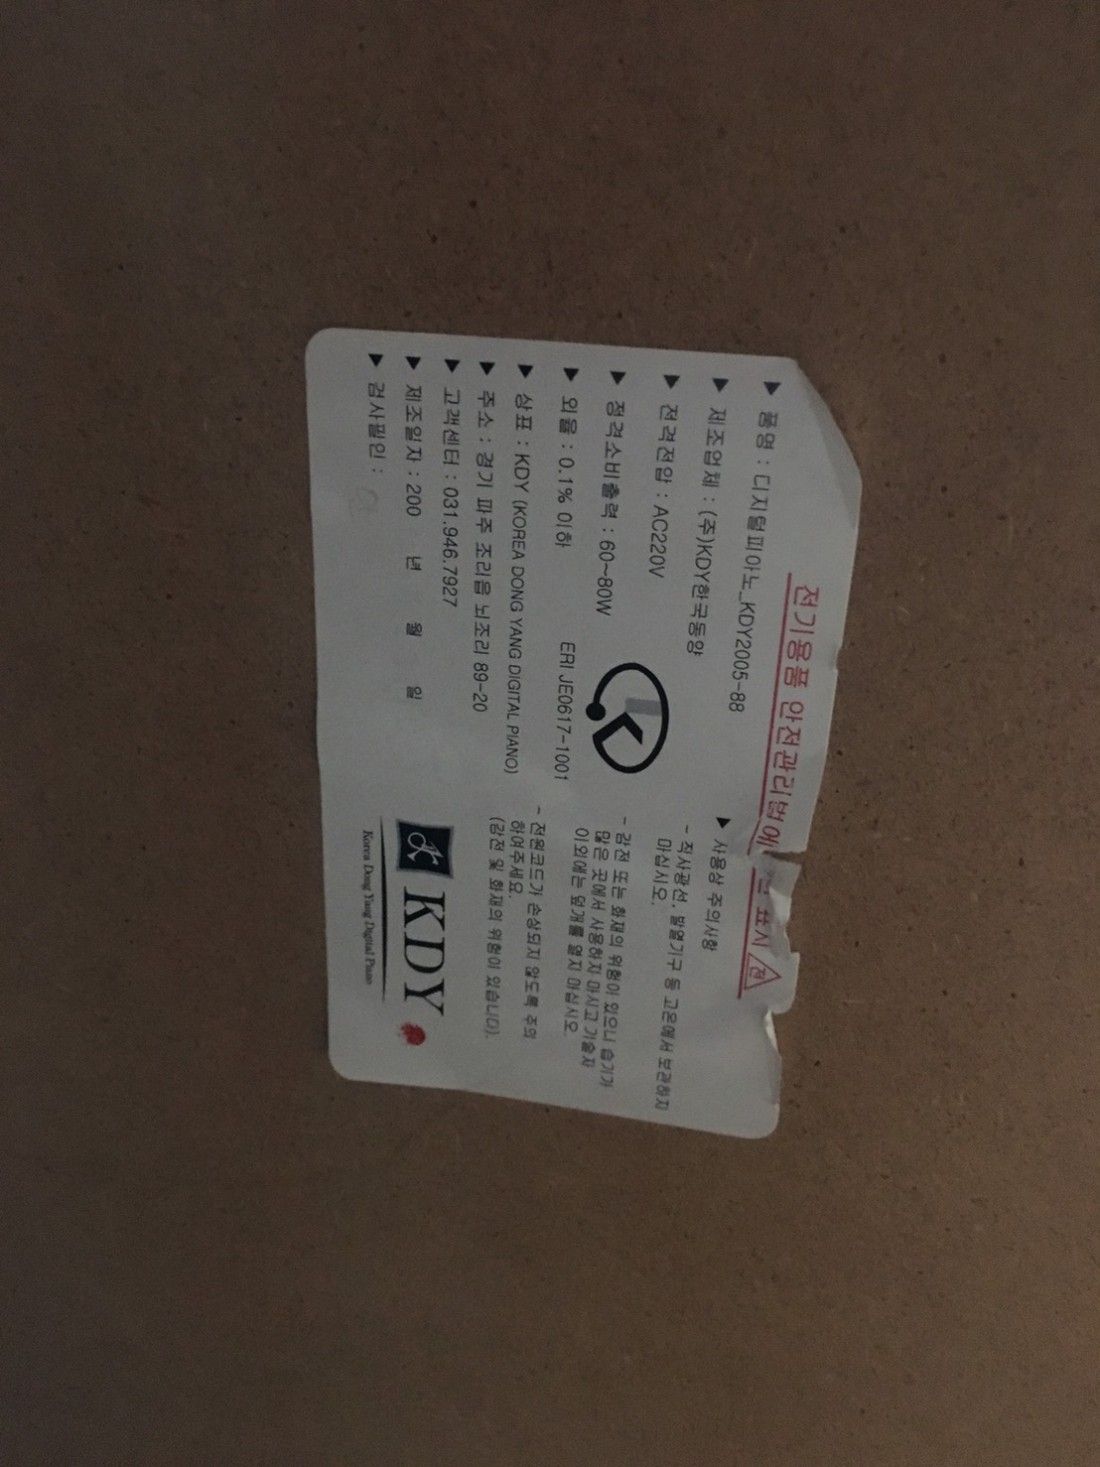 전기용품 안전관리법에 표시 전
▶ 품명 : 디지털피아노_KDY2005-88
▶ 제조업체 : (주)KDY한국동양
▶ 전력전압 : AC220V
▶ 정격소비출력 : 60~80W
▶ 외율 : 0.1% 이하
ERI JE0617-1001
▶ 상표 : KDY (KOREA DONG YANG DIGITAL PIANO)
▶ 주소 : 경기 파주 조리읍 뇌조리 89-20
▶ 고객센터 : 031.946.7927
▶ 제조일자 : 200 년 월 일
▶ 검사필인 :
▶ 사용상 주의사항
- 직사광선, 발열기구 등 고온에서 보관하지
마십시오.
- 감전 또는 화재의 위험이 있으니 습기가
많은 곳에서 사용하지 마시고 기술자
이외에는 덮개를 열지 마십시오.
- 전원코드가 손상되지 않도록 주의
하여주세요.
(감전 및 화재의 위험이 있습니다).
KDY
Korea Dong Yang Digital Piano